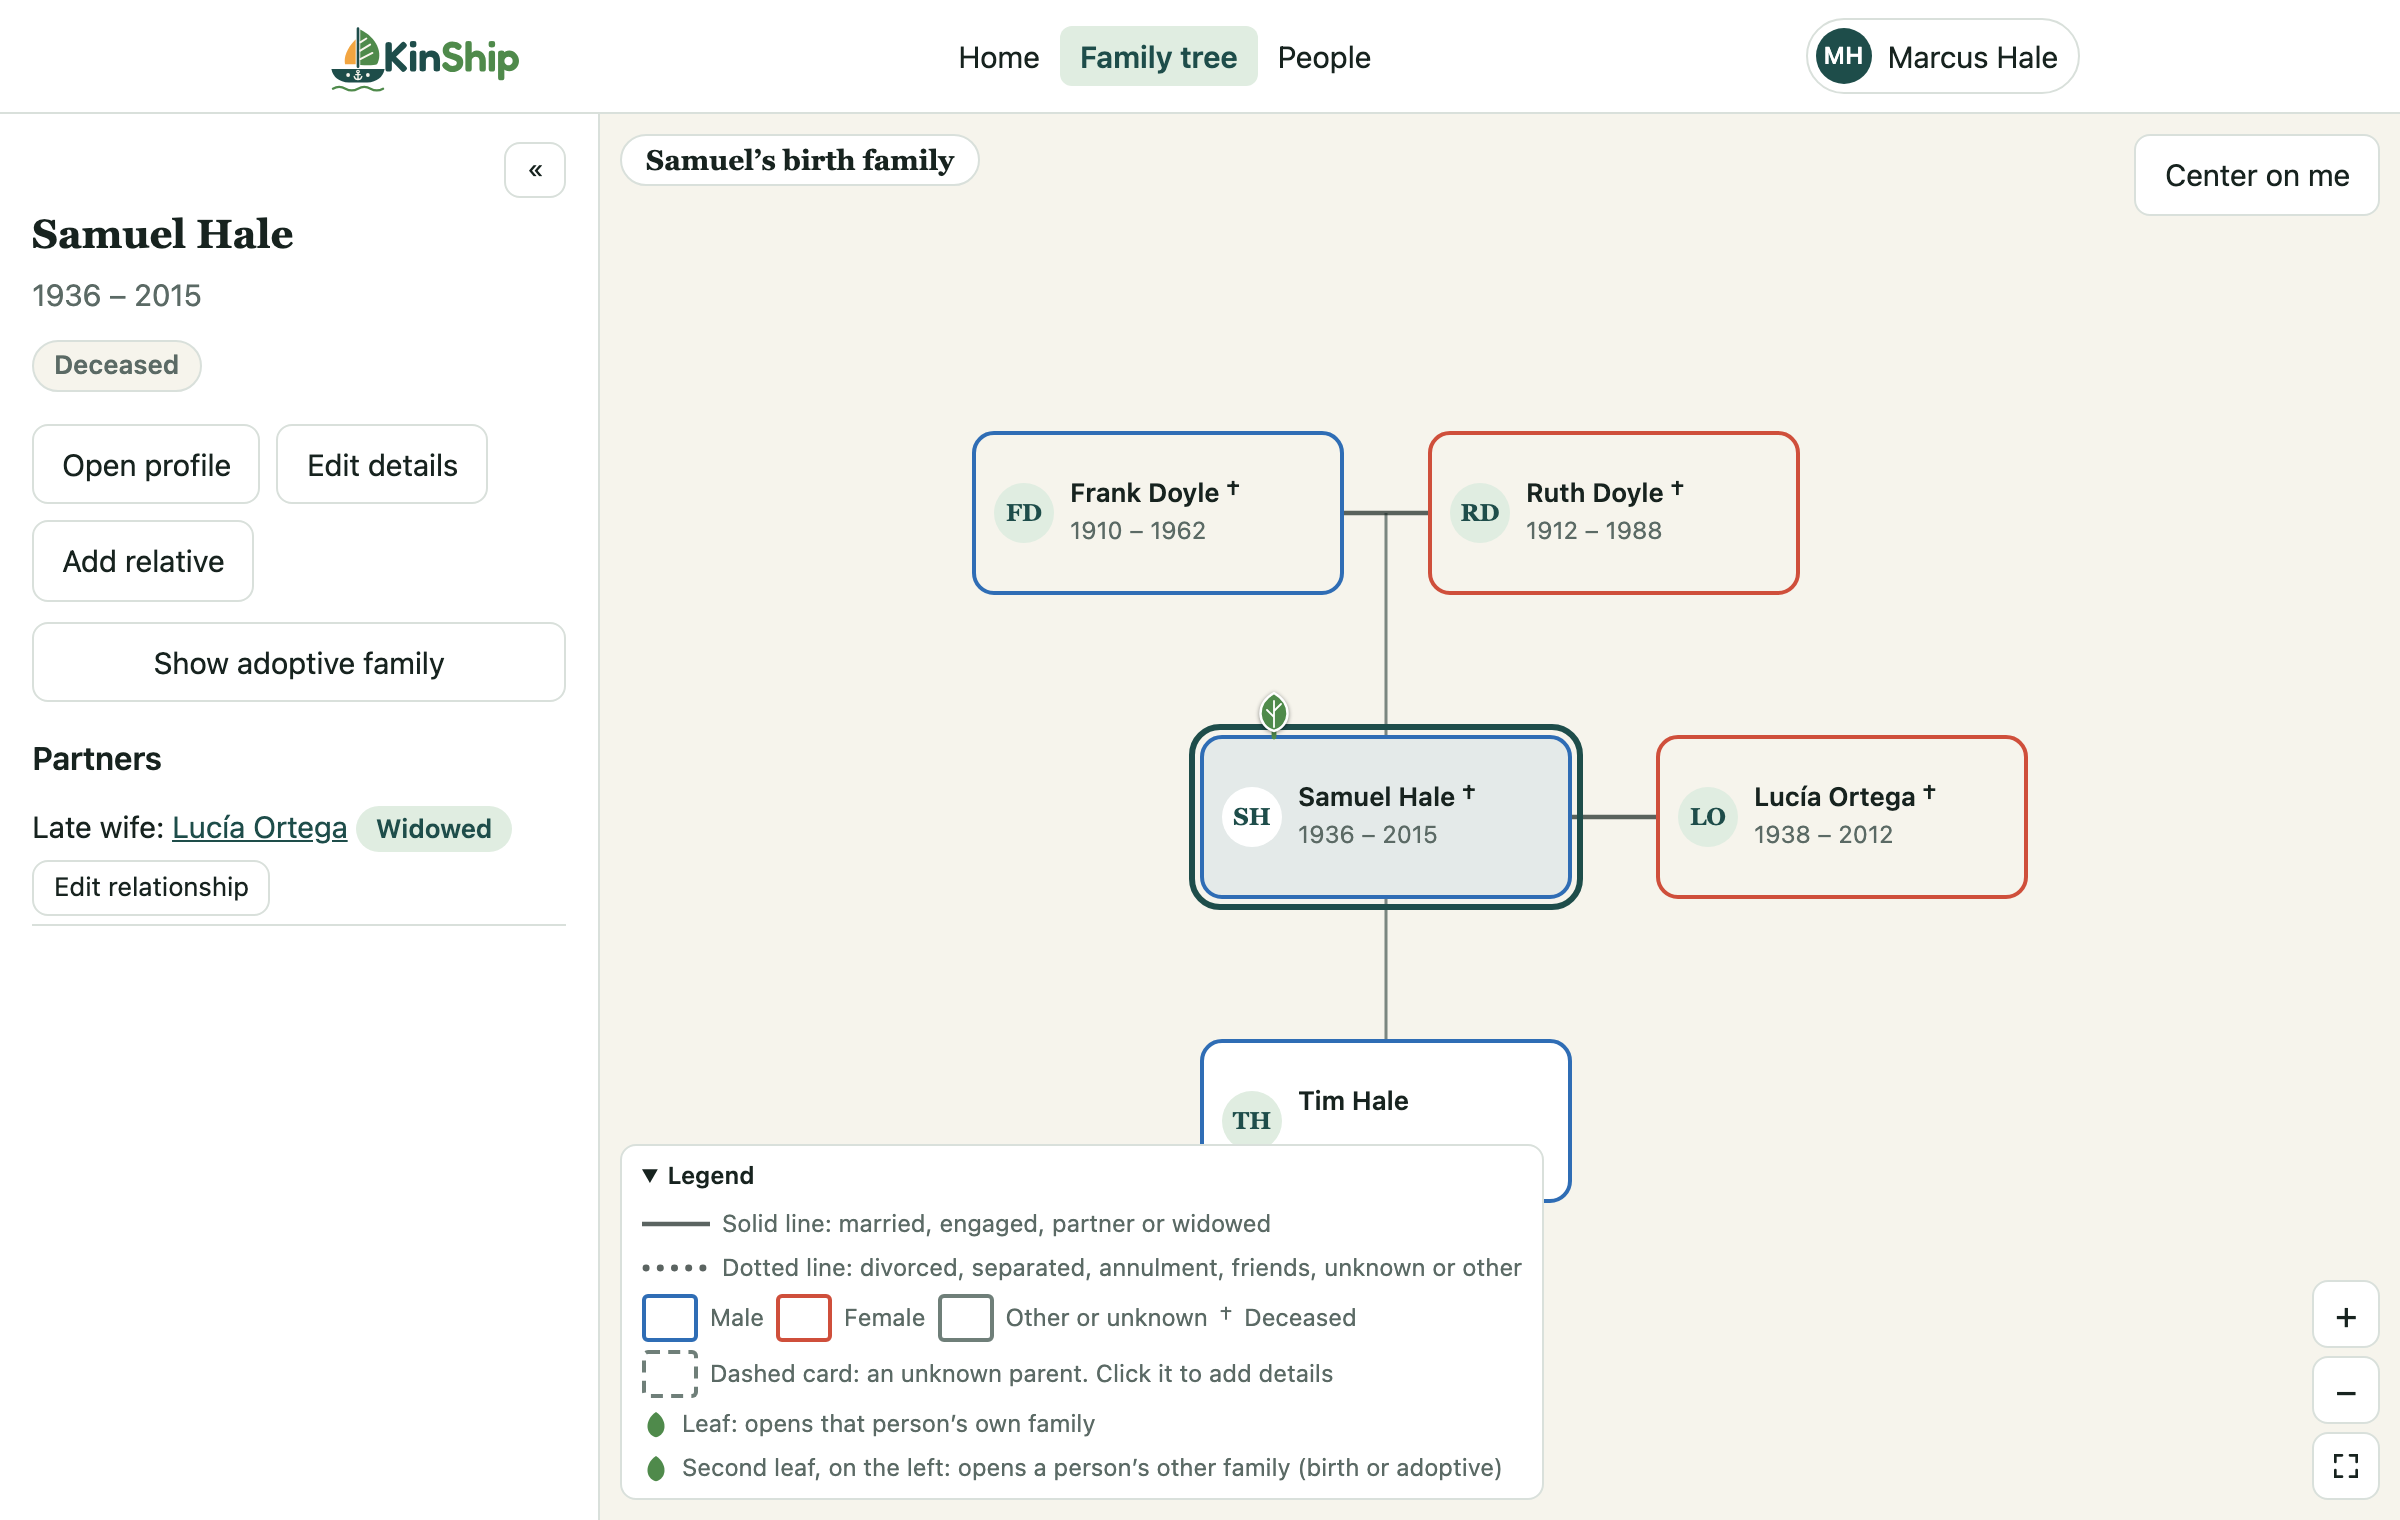 KinShip
Home
Family tree
People
MH
Marcus Hale
«
Samuel Hale
1936 – 2015
Deceased
Open profile
Edit details
Add relative
Show adoptive family
Partners
Late wife: Lucía Ortega Widowed
Edit relationship
Samuel’s birth family
Center on me
FD
Frank Doyle †
1910 – 1962
RD
Ruth Doyle †
1912 – 1988
SH
Samuel Hale †
1936 – 2015
LO
Lucía Ortega †
1938 – 2012
TH
Tim Hale
▼ Legend
Solid line: married, engaged, partner or widowed
Dotted line: divorced, separated, annulment, friends, unknown or other
Male
Female
Other or unknown
† Deceased
Dashed card: an unknown parent. Click it to add details
Leaf: opens that person’s own family
Second leaf, on the left: opens a person’s other family (birth or adoptive)
+
−